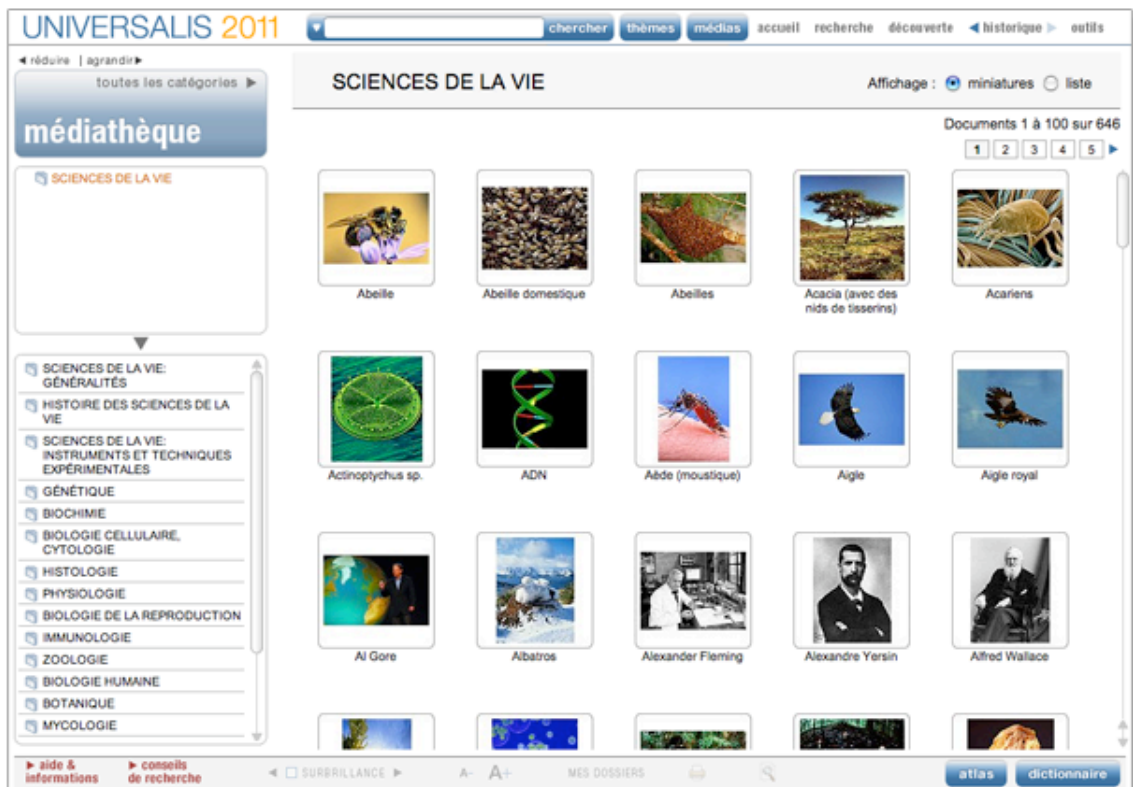 UNIVERSALIS 2011
chercher thèmes médias accueil recherche découverte historique outils
réduire | agrandir
toutes les catégories
médiathèque
SCIENCES DE LA VIE
SCIENCES DE LA VIE:
GÉNÉRALITÉS
HISTOIRE DES SCIENCES DE LA
VIE
SCIENCES DE LA VIE:
INSTRUMENTS ET TECHNIQUES
EXPÉRIMENTALES
GÉNÉTIQUE
BIOCHIMIE
BIOLOGIE CELLULAIRE,
CYTOLOGIE
HISTOLOGIE
PHYSIOLOGIE
BIOLOGIE DE LA REPRODUCTION
IMMUNOLOGIE
ZOOLOGIE
BIOLOGIE HUMAINE
BOTANIQUE
MYCOLOGIE
SCIENCES DE LA VIE
Affichage : miniatures liste
Documents 1 à 100 sur 646
1 2 3 4 5
Abeille
Abeille domestique
Abeilles
Acacia (avec des
nids de tisserins)
Acariens
Actinoptychus sp.
ADN
Aède (moustique)
Aigle
Aigle royal
Al Gore
Albatros
Alexander Fleming
Alexandre Yersin
Alfred Wallace
aide &
informations
conseils
de recherche
SURBRILLANCE
A- A+
MES DOSSIERS
atlas
dictionnaire